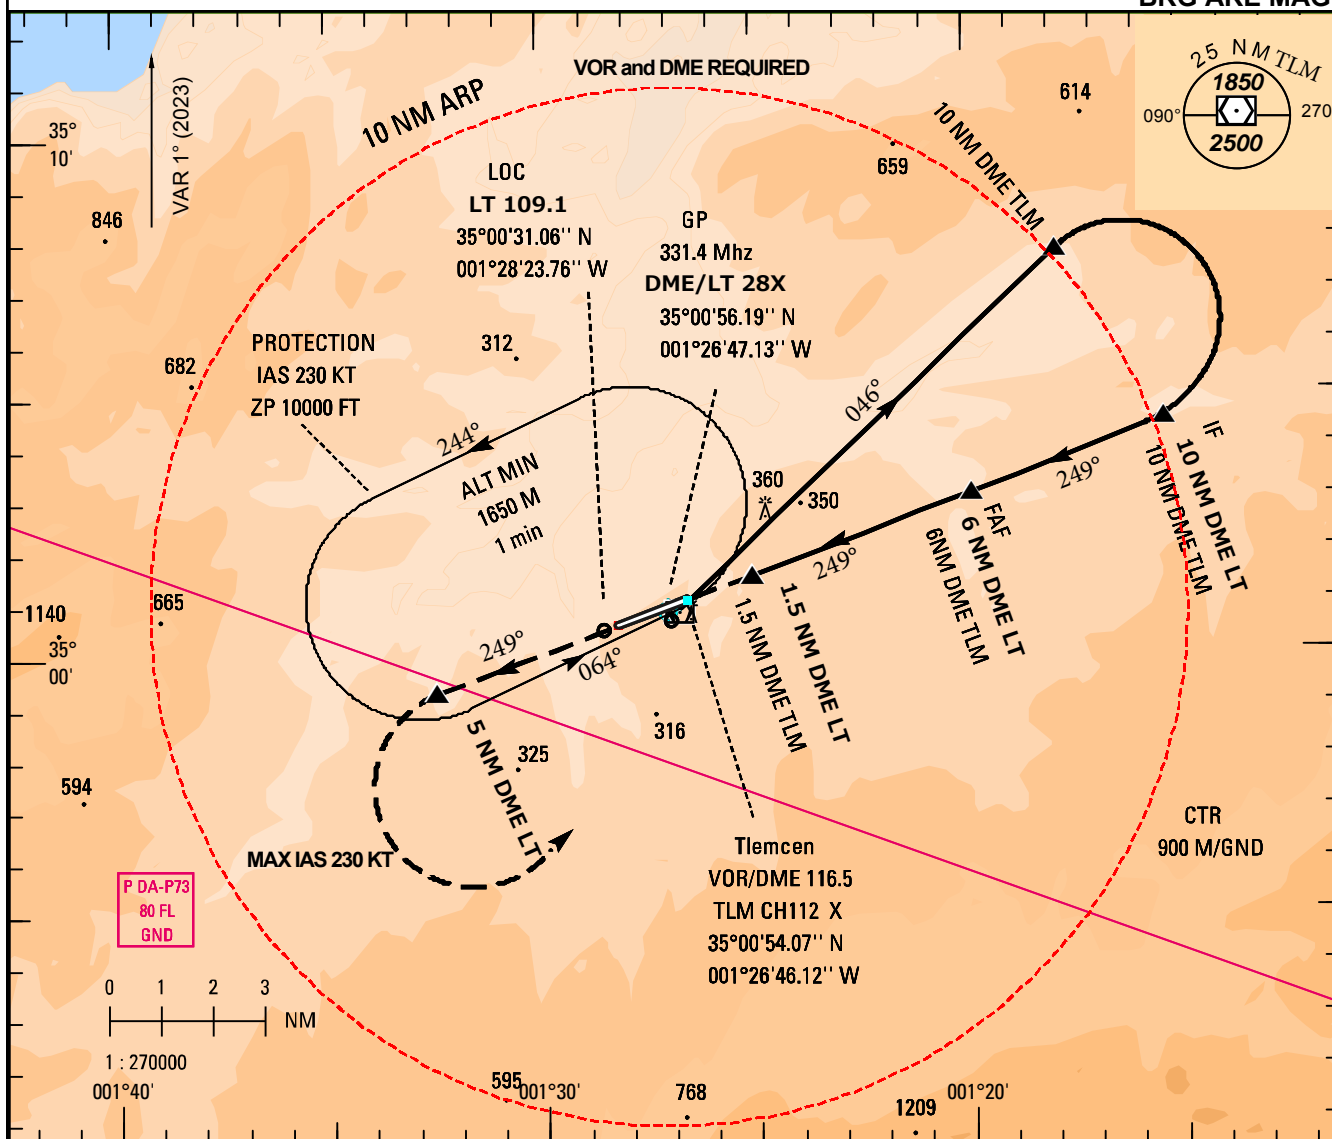 BRG ARE MAG
VOR and DME REQUIRED
25 NM TLM
1850
090°
270
2500
10 NM ARP
VAR 1° (2023)
35°
10'
614
10 NM DME TLM
659
LOC
LT 109.1
35°00'31.06'' N
001°28'23.76'' W
GP
331.4 Mhz
DME/LT 28X
35°00'56.19'' N
001°26'47.13'' W
846
PROTECTION
IAS 230 KT
ZP 10000 FT
312
682
046°
244°
ALT MIN
1650 M
1 min
360
350
IF
10 NM DME LT
10 NM DME TLM
249°
FAF
6 NM DME LT
6NM DME TLM
249°
1.5 NM DME LT
1.5 NM DME TLM
665
1140
35°
00'
249°
064°
316
325
5 NM DME LT
594
MAX IAS 230 KT
CTR
900 M/GND
Tlemcen
VOR/DME 116.5
TLM CH112 X
35°00'54.07'' N
001°26'46.12'' W
P DA-P73
80 FL
GND
0 1 2 3
NM
1 : 270000
595
768
1209
001°40'
001°30'
001°20'